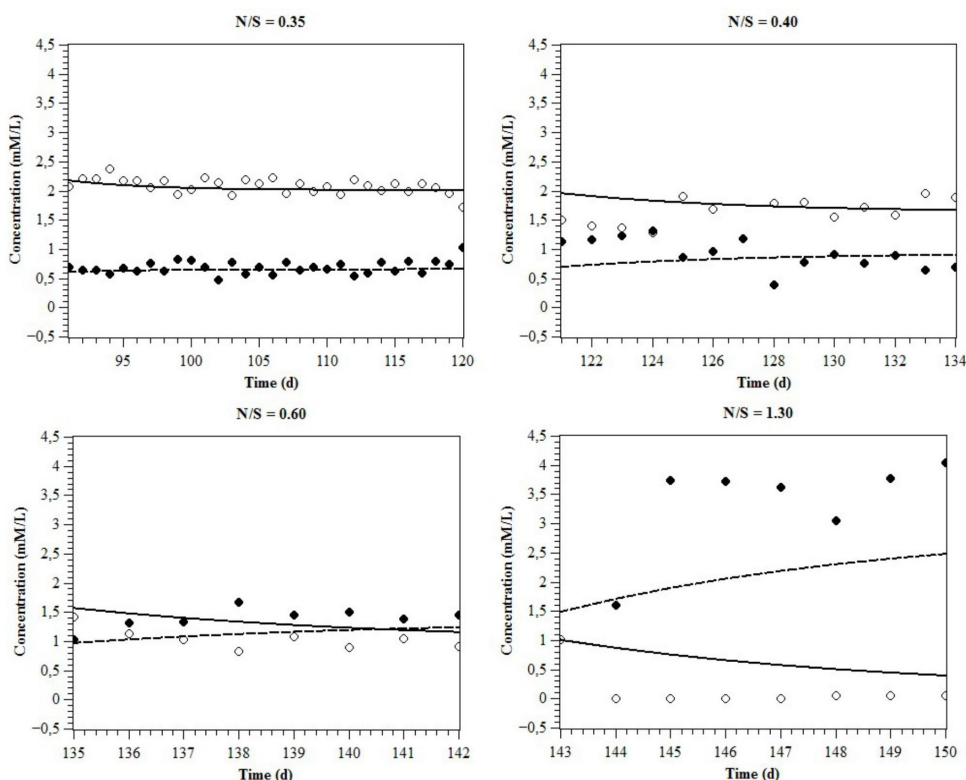 N/S = 0.35
Concentration (mM/L)
4,5
4
3,5
3
2,5
2
1,5
1
0,5
0
−0,5
95 100 105 110 115 120
Time (d)
N/S = 0.40
Concentration (mM/L)
4,5
4
3,5
3
2,5
2
1,5
1
0,5
0
−0,5
122 124 126 128 130 132 134
Time (d)
N/S = 0.60
Concentration (mM/L)
4,5
4
3,5
3
2,5
2
1,5
1
0,5
0
−0,5
135 136 137 138 139 140 141 142
Time (d)
N/S = 1.30
Concentration (mM/L)
4,5
4
3,5
3
2,5
2
1,5
1
0,5
0
−0,5
143 144 145 146 147 148 149 150
Time (d)